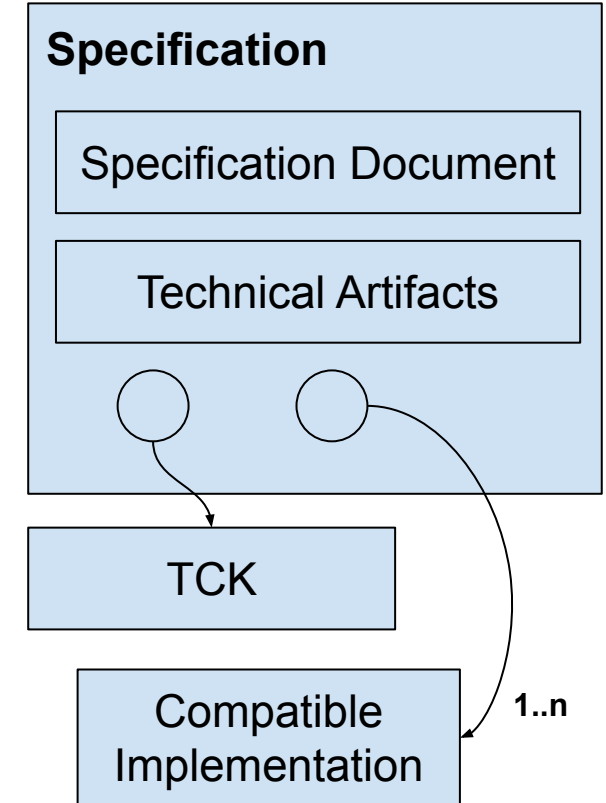 Specification
Specification Document
Technical Artifacts
TCK
1..n
Compatible
Implementation